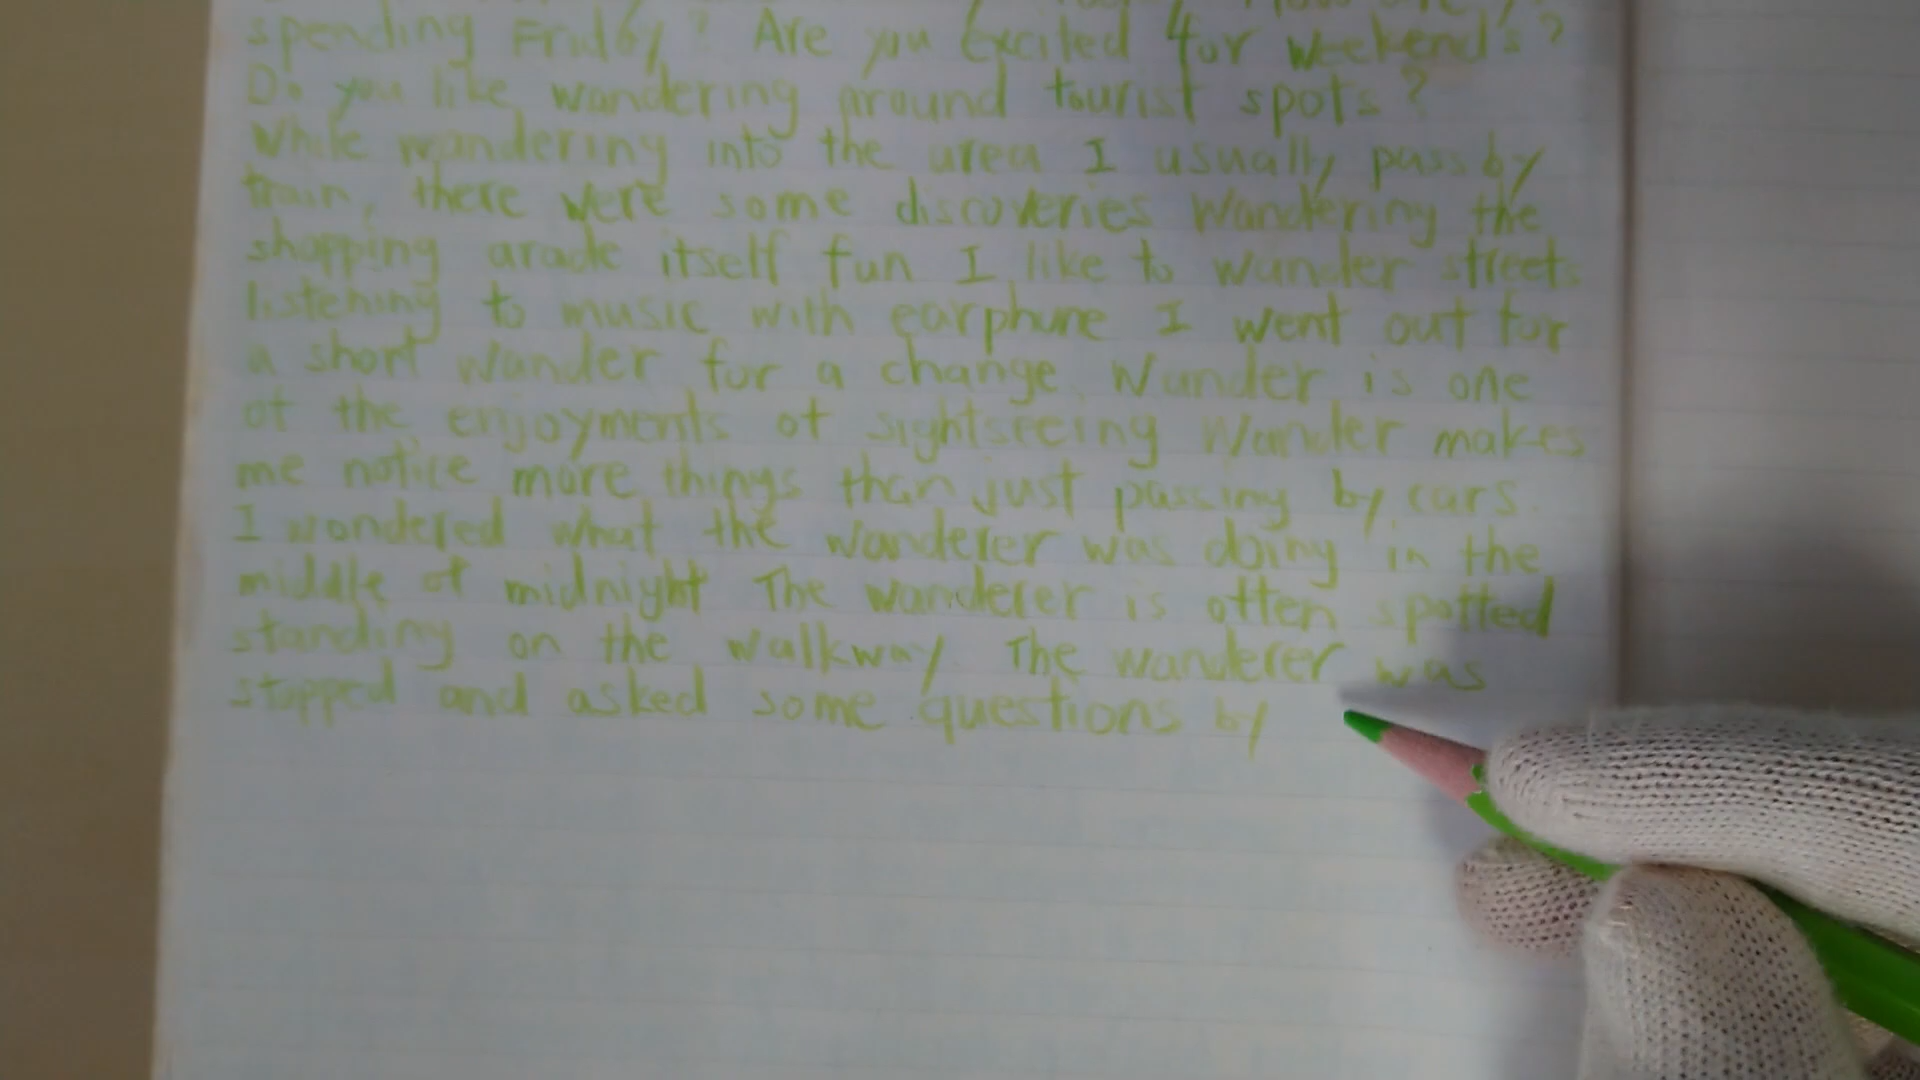 spending Friday? Are you Excited for weekends?
Do you like wandering around tourist spots?
While wandering into the area I usually pass by
train, there were some discoveries Wandering the
shopping arade itself fun I like to wander streets
listening to music with earphone I went out for
a short wander for a change. Wander is one
of the enjoyments of sightseeing Wander makes
me notice more things than just passing by cars.
I wondered what the wanderer was doing in the
middle of midnight The wanderer is often spotted
standing on the walkway. The wanderer was
stopped and asked some questions by